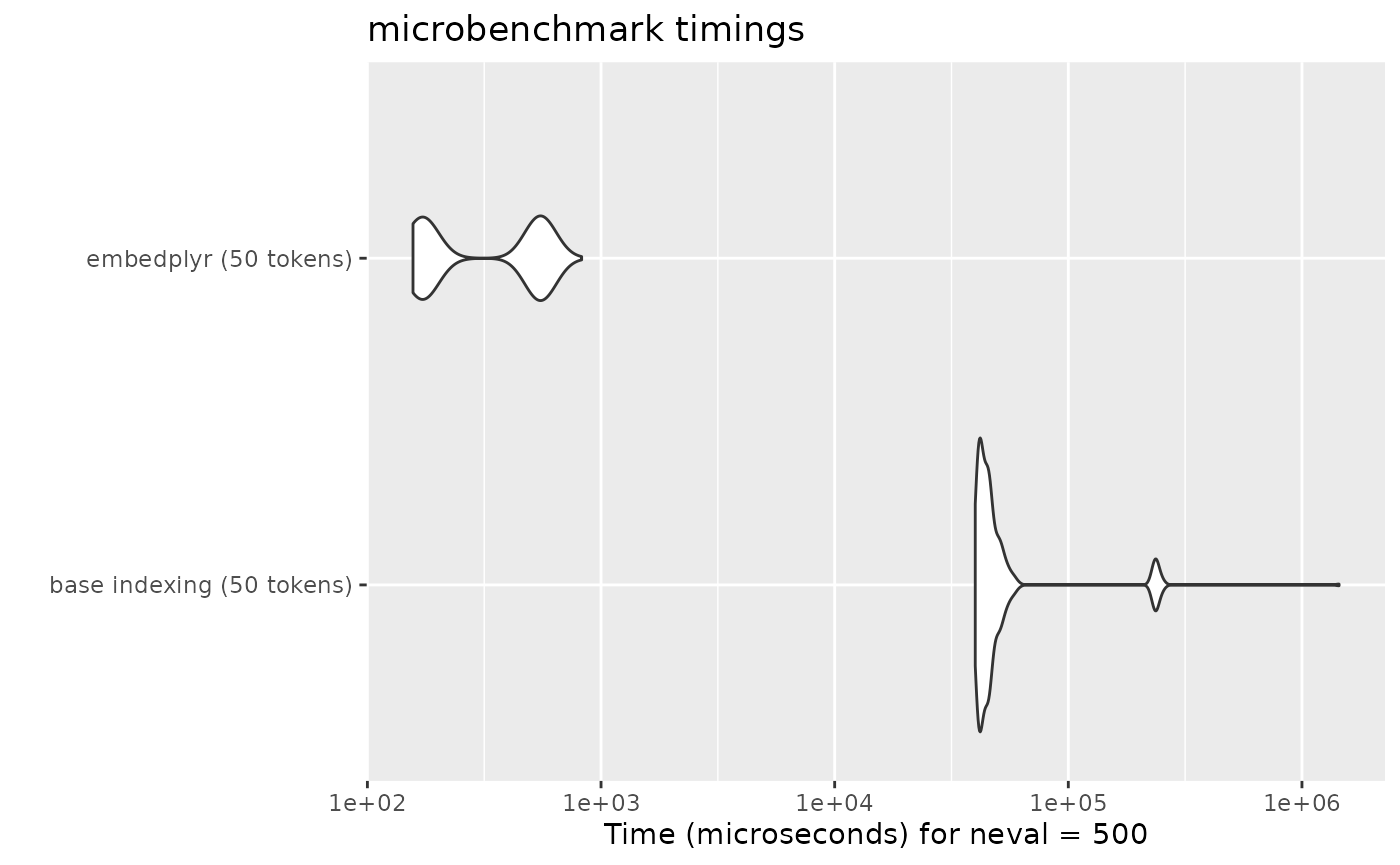 microbenchmark timings
embedplyr (50 tokens)
base indexing (50 tokens)
1e+02 1e+03 1e+04 1e+05 1e+06
Time (microseconds) for neval = 500